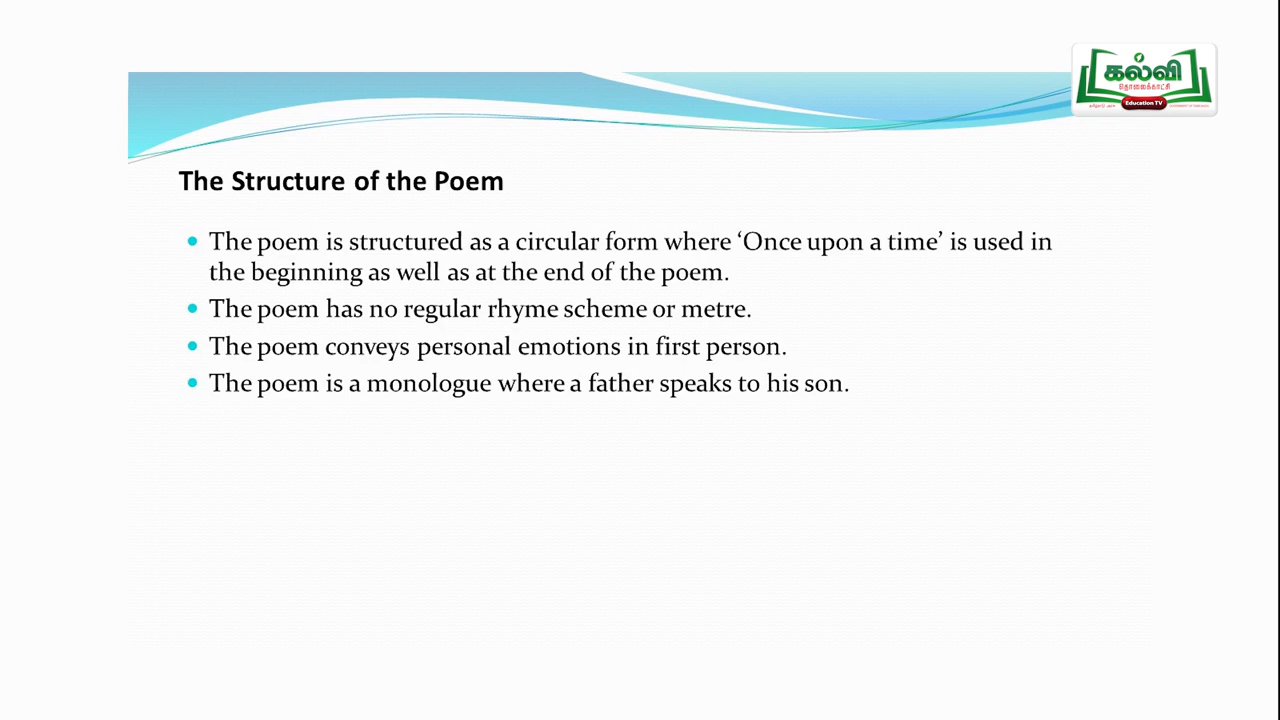 கல்வி
தொலைக்காட்சி
Education TV
The Structure of the Poem
The poem is structured as a circular form where ‘Once upon a time’ is used in
the beginning as well as at the end of the poem.
The poem has no regular rhyme scheme or metre.
The poem conveys personal emotions in first person.
The poem is a monologue where a father speaks to his son.